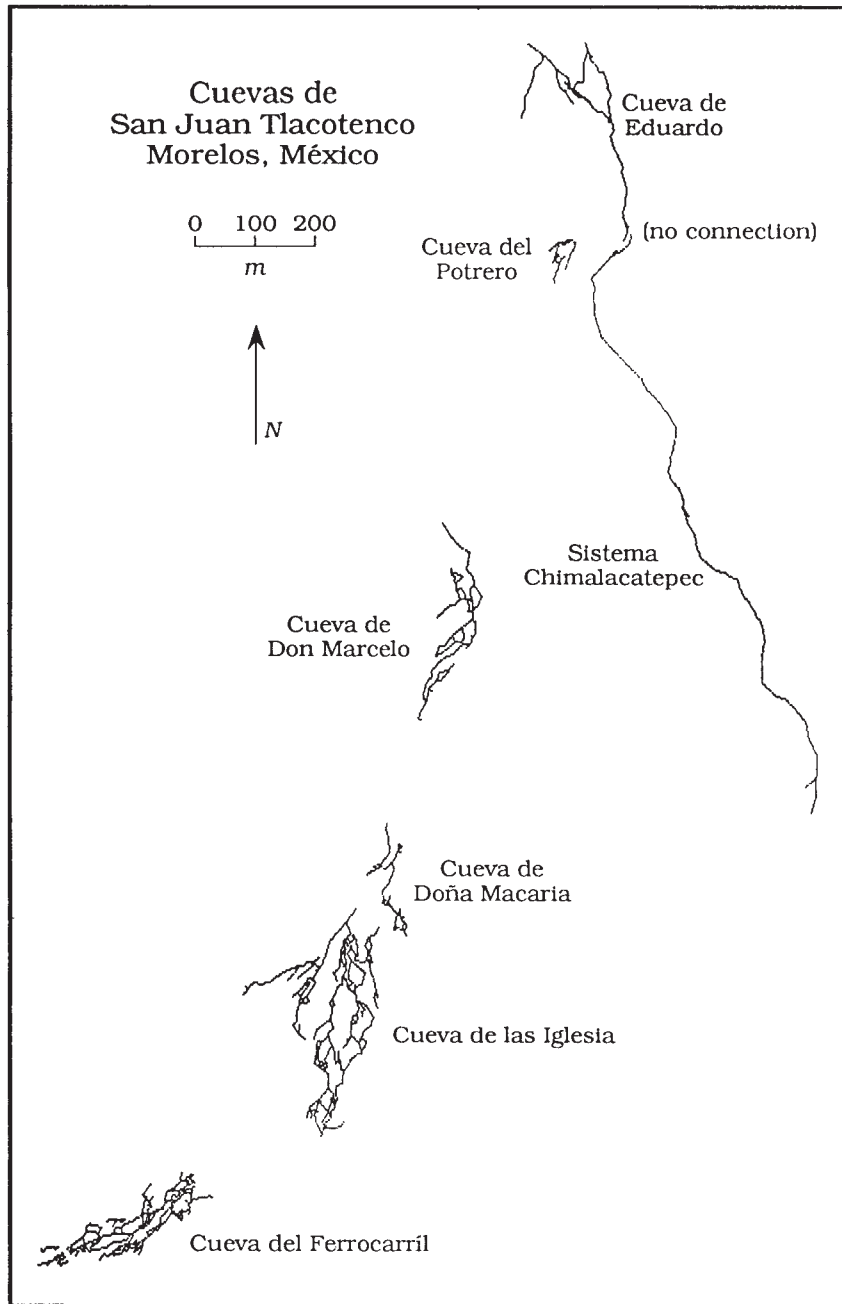 Cuevas de
San Juan Tlacotenco
Morelos, México
0 100 200
m
N
Cueva de
Eduardo
(no connection)
Cueva del
Potrero
Sistema
Chimalacatepec
Cueva de
Don Marcelo
Cueva de
Doña Macaria
Cueva de las Iglesia
Cueva del Ferrocarríl